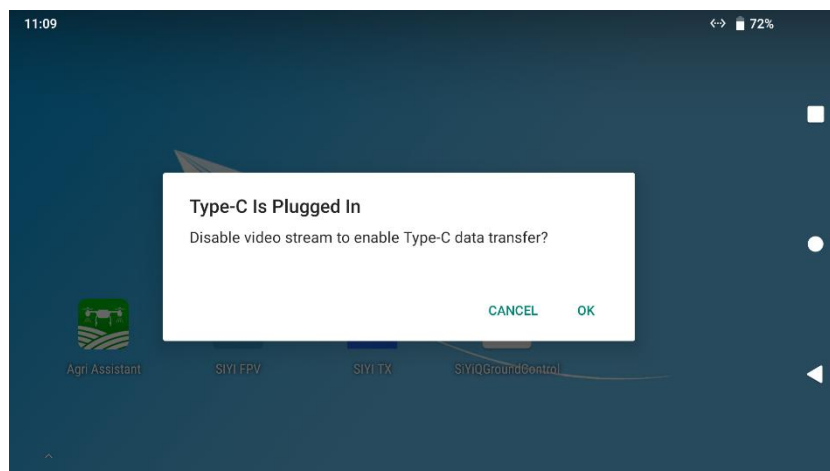 11:09
72%
Type-C Is Plugged In
Disable video stream to enable Type-C data transfer?
CANCEL OK
Agri Assistant SIYI FPV SIYI TX SiYiQGroundControl